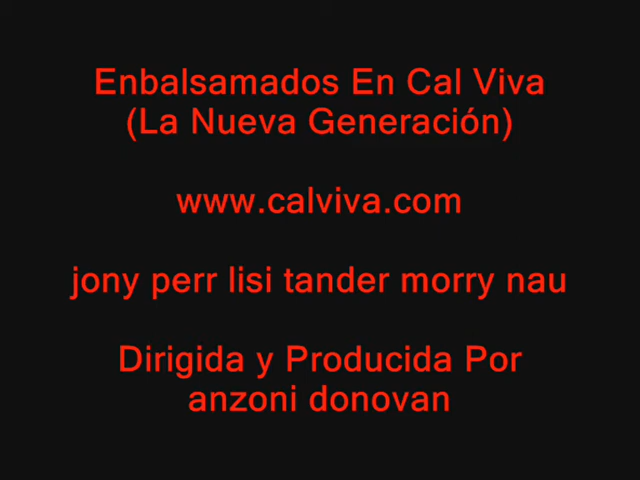 Enbalsamados En Cal Viva
(La Nueva Generación)
www.calviva.com
jony perr lisi tander morry nau
Dirigida y Producida Por
anzoni donovan